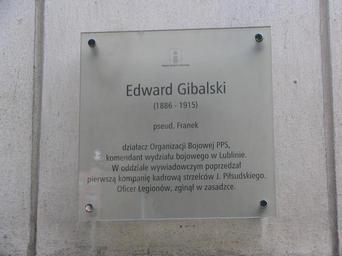 Edward Gibalski
(1886 - 1915)
pseud. Franek
działacz Organizacji Bojowej PPS,
komendant wydziału bojowego w Lublinie.
W oddziale wywiadowczym poprzedzał
pierwszą kompanię kadrową strzelców J. Piłsudskiego.
Oficer Legionów, zginął w zasadzce.